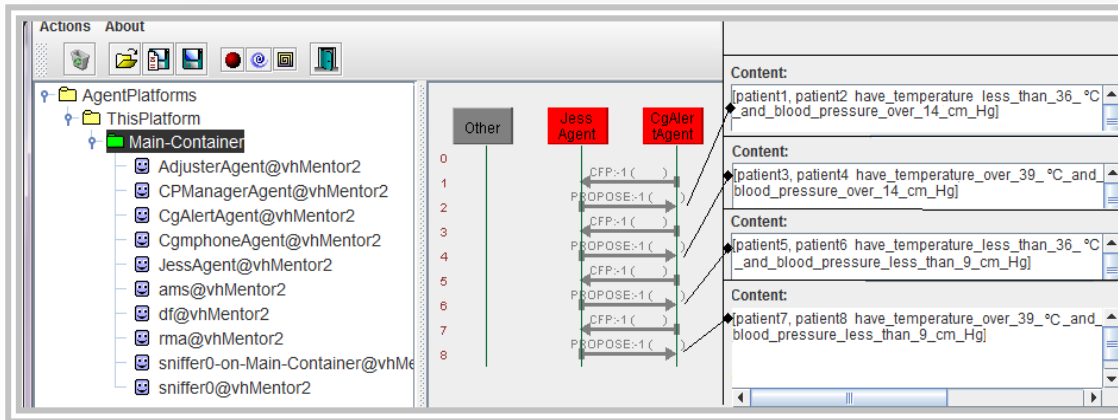 Actions About
AgentPlatforms
ThisPlatform
Main-Container
AdjusterAgent@vhMentor2
CPManagerAgent@vhMentor2
CgAlertAgent@vhMentor2
CgmphoneAgent@vhMentor2
JessAgent@vhMentor2
ams@vhMentor2
df@vhMentor2
rma@vhMentor2
sniffer0-on-Main-Container@vhMe
sniffer0@vhMentor2
Other
Jess
Agent
CgAler
tAgent
0
1
2
3
4
5
6
7
8
CFP:-1 ( )
PROPOSE:-1 ( )
CFP:-1 ( )
PROPOSE:-1 ( )
CFP:-1 ( )
PROPOSE:-1 ( )
CFP:-1 ( )
PROPOSE:-1 ( )
Content:
[patient1, patient2 have_temperature less_than_36_ °C
_and_blood_pressure_over_14_cm_Hg]
Content:
[patient3, patient4 have_temperature_over_39_ °C_and_
blood_pressure_over_14_cm_Hg]
Content:
[patient5, patient6 have_temperature_less_than_36_ °C
_and_blood_pressure_less_than_9_cm_Hg]
Content:
[patient7, patient8 have_temperature_over_39_ °C_and_
blood_pressure_less_than_9_cm_Hg]